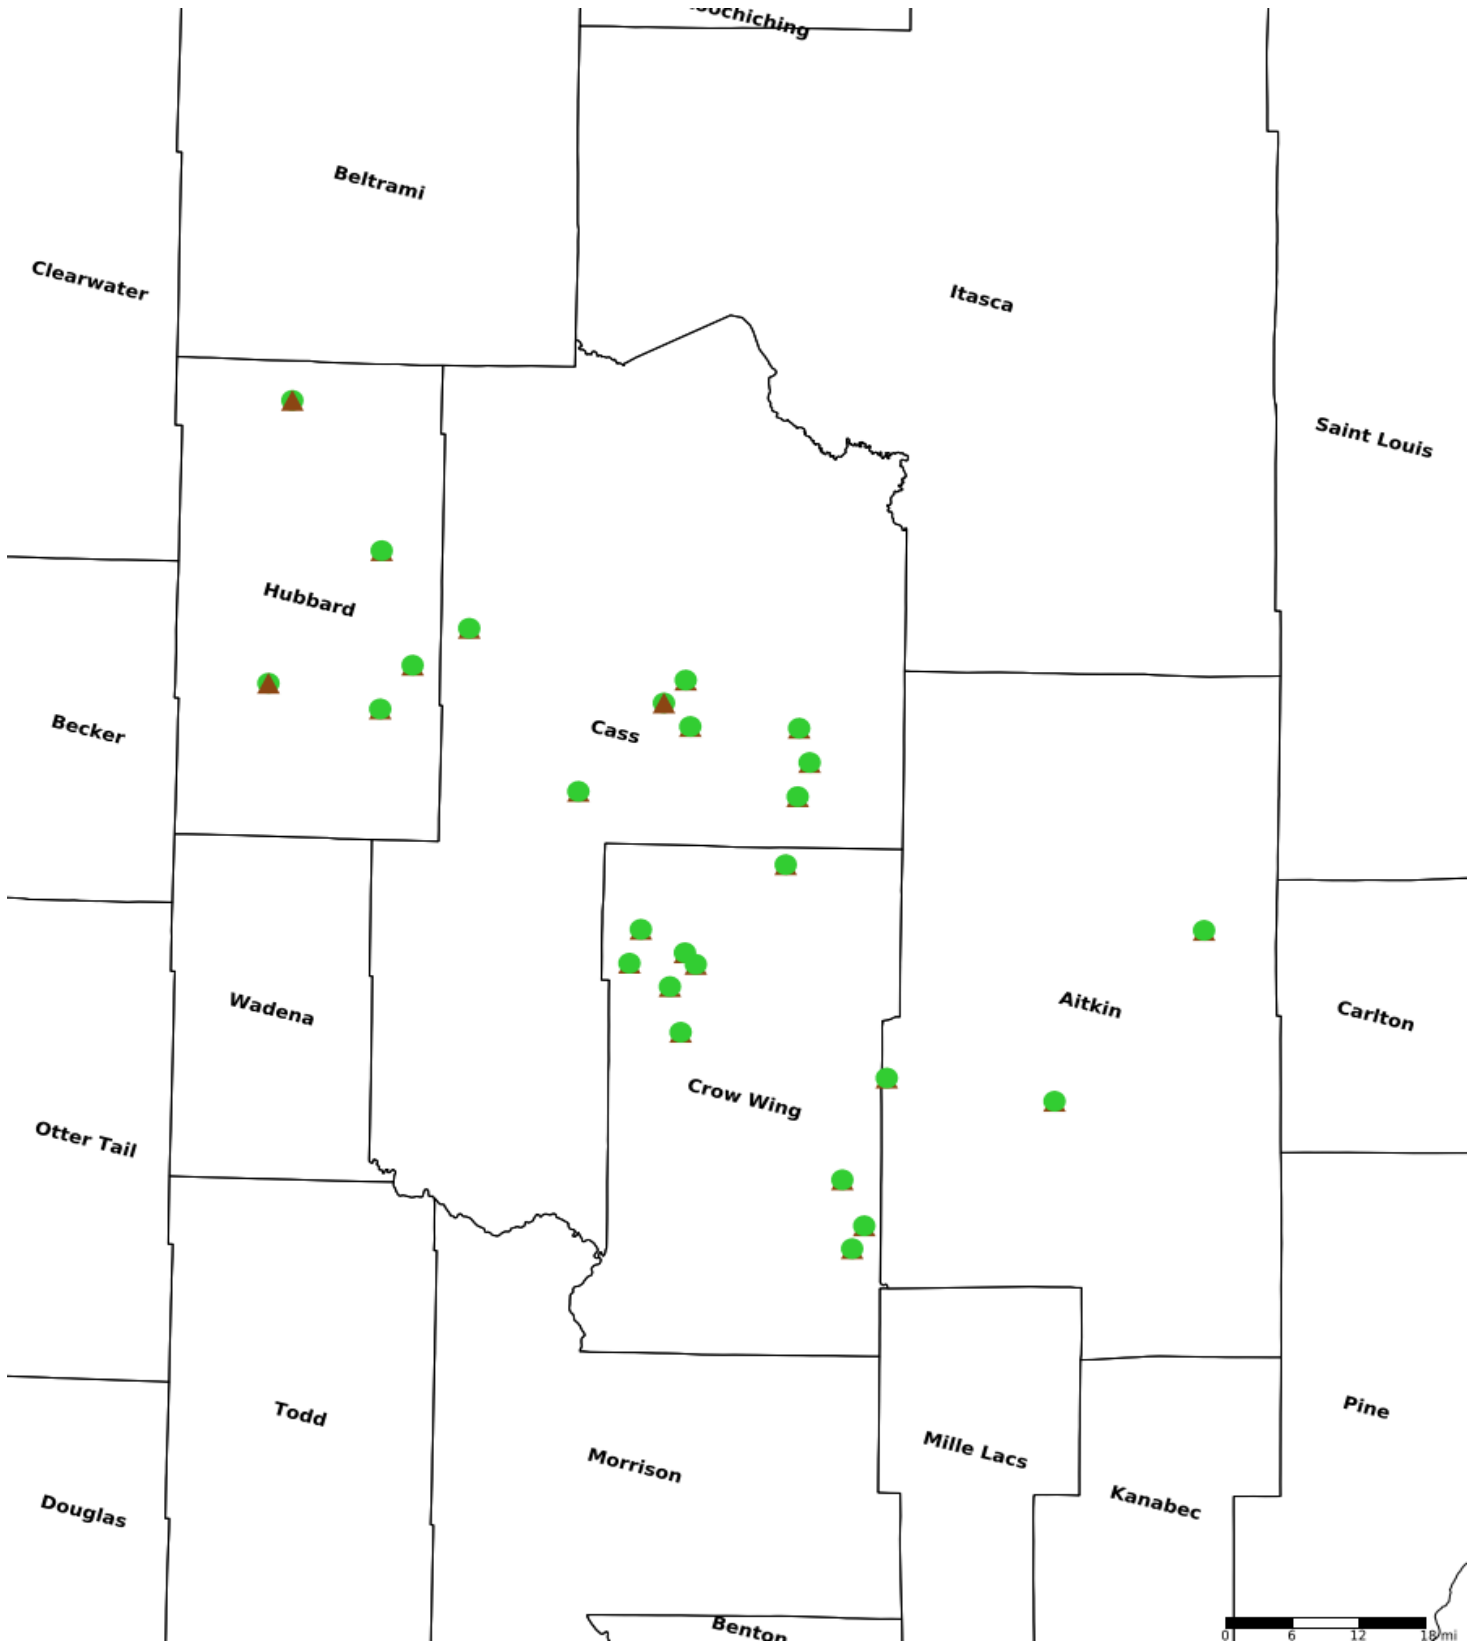 Beltrami
Clearwater
Itasca
Saint Louis
Hubbard
Becker
Cass
Wadena
Aitkin
Carlton
Crow Wing
Otter Tail
Todd
Pine
Morrison
Mille Lacs
Kanabec
Douglas
Benton
0 6 12 18 mi